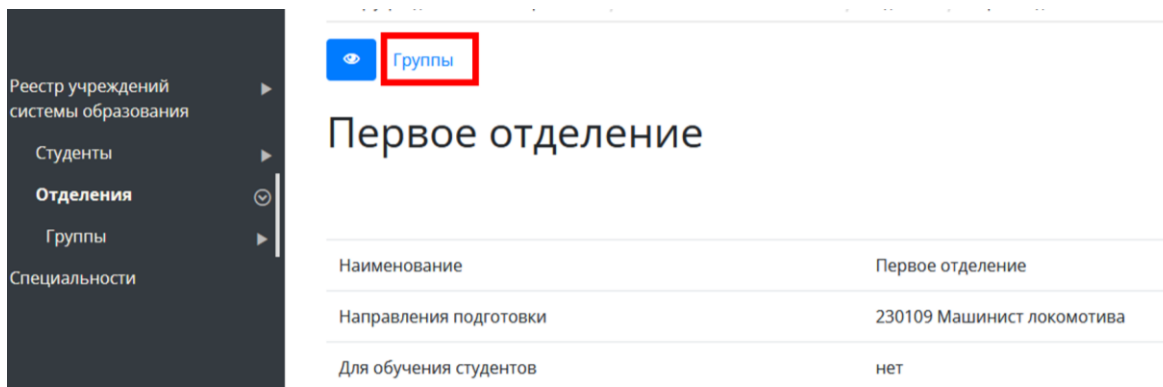 Реестр учреждений
системы образования
Студенты
Отделения
Группы
Специальности
Группы
Первое отделение
Наименование Первое отделение
Направления подготовки 230109 Машинист локомотива
Для обучения студентов нет